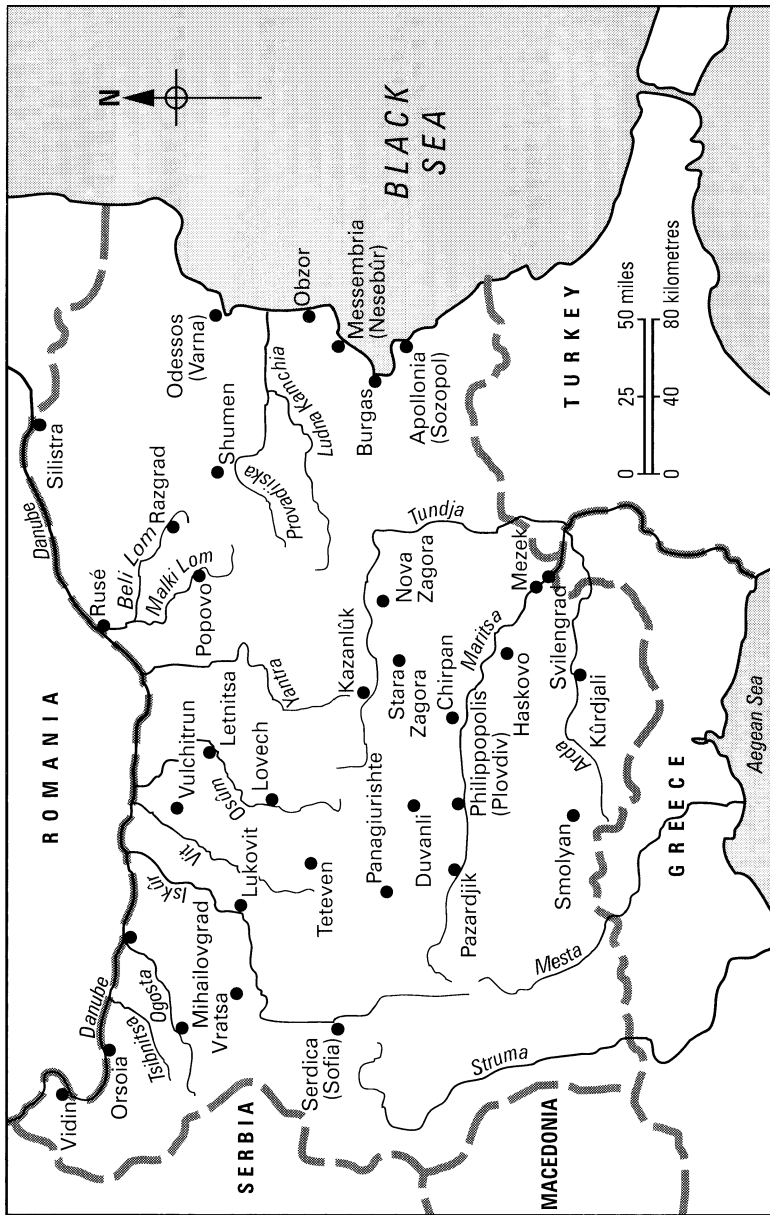 N
ROMANIA
BLACK
SEA
SERBIA
MACEDONIA
GREECE
TURKEY
Aegean Sea
Danube
Danube
Vidin
Orsoia
Tsibnitsa
Ogosta
Mihailovgrad
Vratsa
Iskûr
Lukovit
Vit
Vulchitrun
Osûm
Letnitsa
Lovech
Teteven
Yantra
Rusé
Beli Lom
Malki Lom
Popovo
Razgrad
Silistra
Shumen
Odessos
(Varna)
Provadiiska
Ludna Kamchia
Obzor
Messembria
(Nesebûr)
Burgas
Apollonia
(Sozopol)
Serdica
(Sofia)
Panagiurishte
Duvanli
Pazardjik
Philippopolis
(Plovdiv)
Kazanlûk
Stara
Zagora
Nova
Zagora
Chirpan
Tundja
Maritsa
Haskovo
Mezek
Svilengrad
Kûrdjali
Arda
Smolyan
Mesta
Struma
0 25 50 miles
0 40 80 kilometres